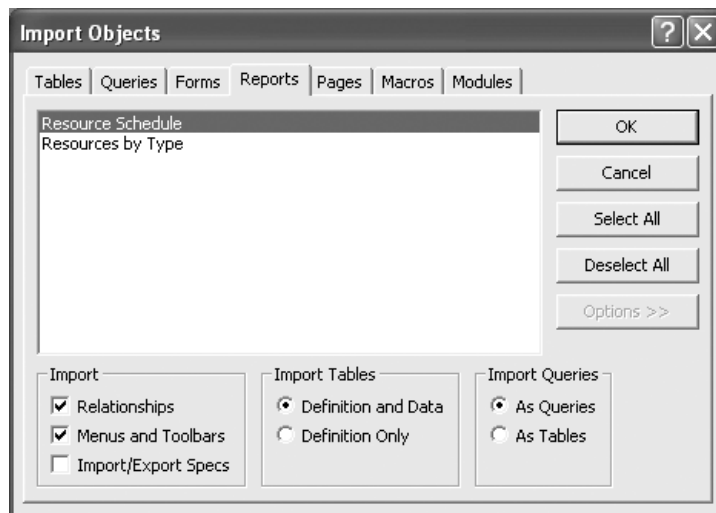 Import Objects
Tables Queries Forms Reports Pages Macros Modules
Resource Schedule
Resources by Type
OK
Cancel
Select All
Deselect All
Options >>
Import
Relationships
Menus and Toolbars
Import/Export Specs
Import Tables
Definition and Data
Definition Only
Import Queries
As Queries
As Tables